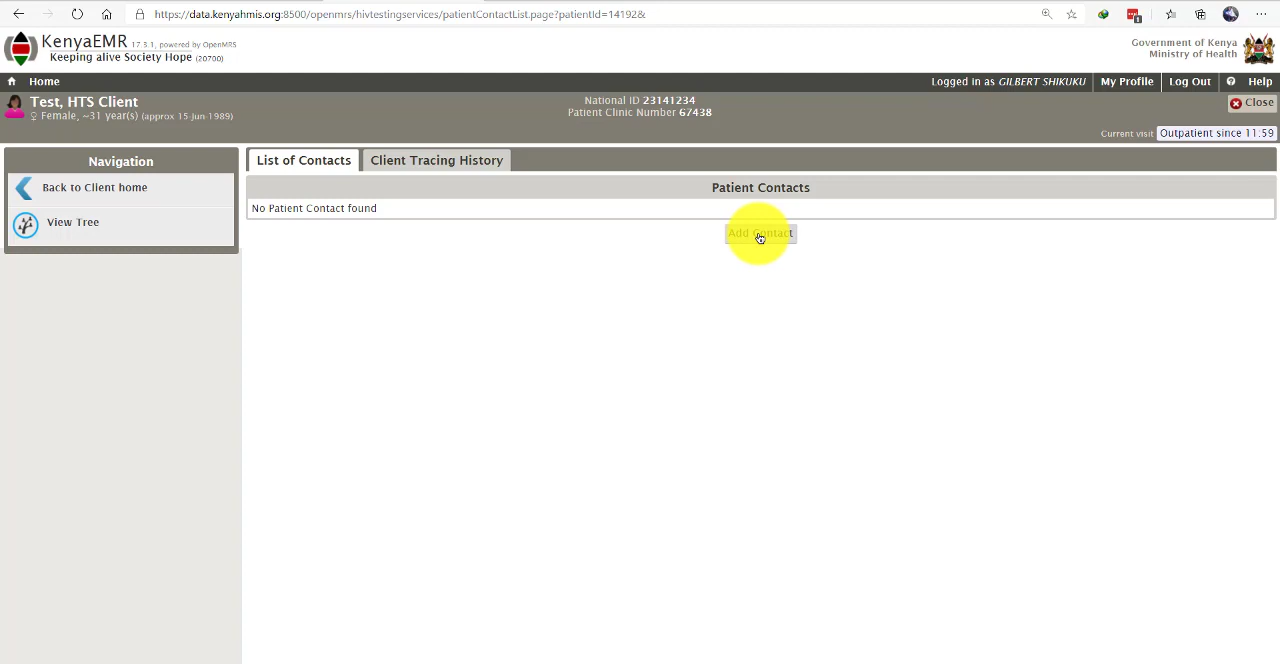 https://data.kenyahmis.org:8500/openmrs/hivtestingservices/patientContactList.page?patientId=14192&
KenyaEMR 17.3.1, powered by OpenMRS
Keeping alive Society Hope (20700)
Government of Kenya
Ministry of Health
Home
Logged in as GILBERT SHIKUKU
My Profile
Log Out
Help
Test, HTS Client
♀ Female, ~31 year(s) (approx 15-Jun-1989)
National ID 23141234
Patient Clinic Number 67438
Close
Current visit Outpatient since 11:59
Navigation
Back to Client home
View Tree
List of Contacts
Client Tracing History
Patient Contacts
No Patient Contact found
Add Contact